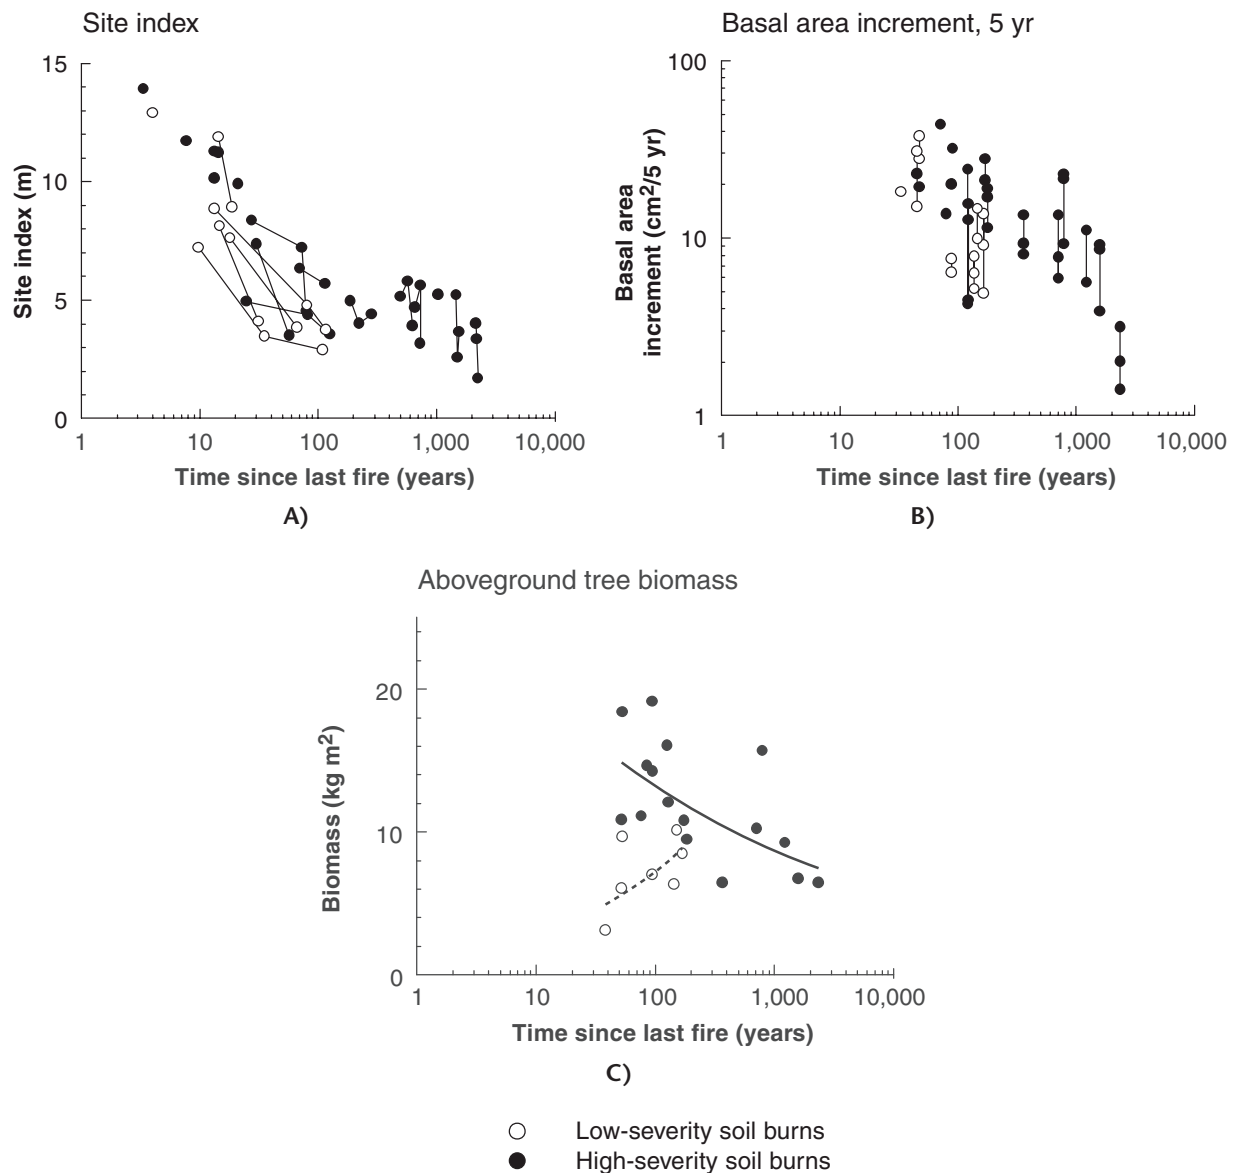 Site index
Site index (m)
15
10
5
0
1 10 100 1,000 10,000
Time since last fire (years)
A)
Basal area increment, 5 yr
Basal area
increment (cm²/5 yr)
100
10
1
1 10 100 1,000 10,000
Time since last fire (years)
B)
Aboveground tree biomass
Biomass (kg m²)
20
10
0
1 10 100 1,000 10,000
Time since last fire (years)
C)
Low-severity soil burns
High-severity soil burns